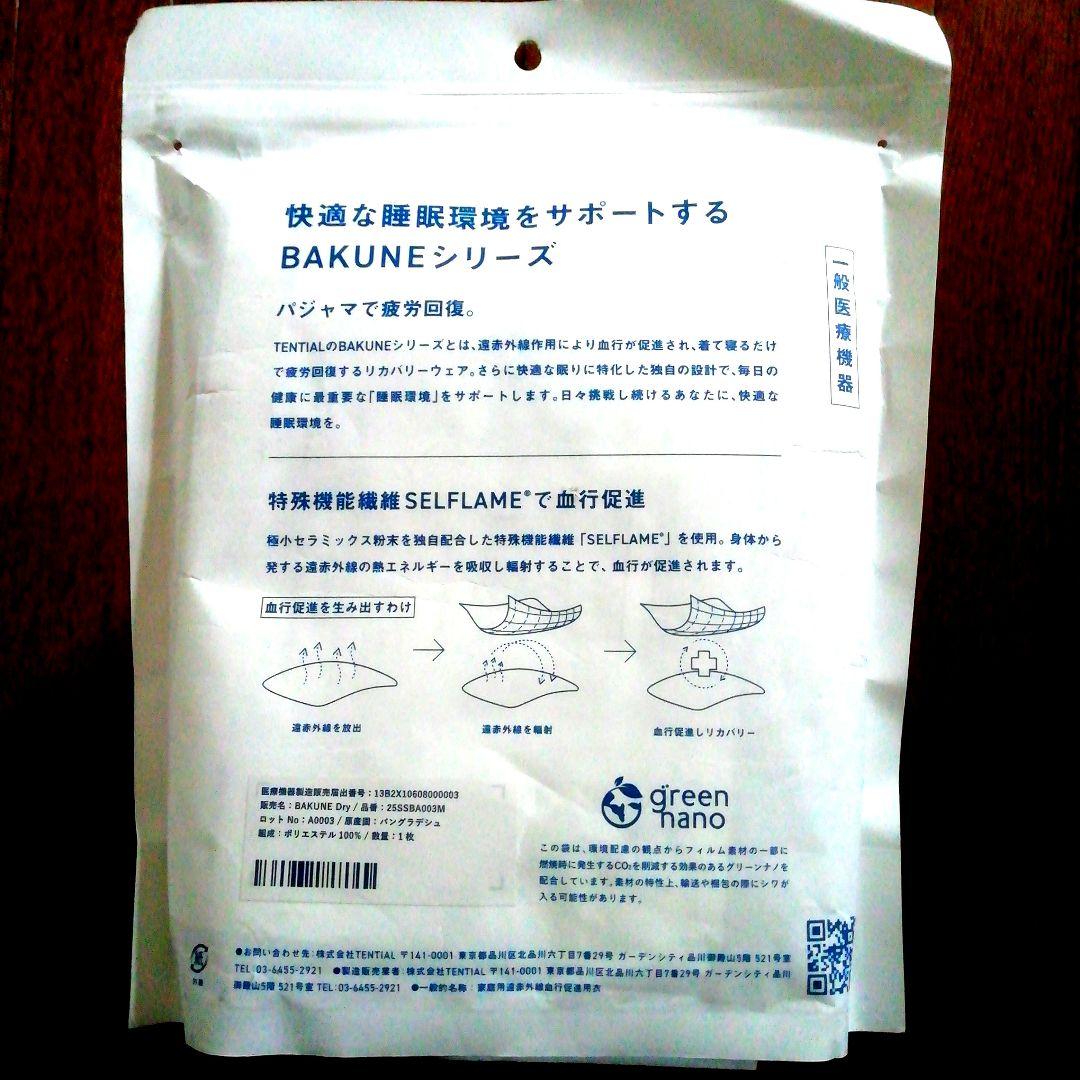 快適な睡眠環境をサポートする
BAKUNEシリーズ
一般医療機器
パジャマで疲労回復。
TENTIALのBAKUNEシリーズとは、遠赤外線作用により血行が促進され、着て寝るだけ
で疲労回復するリカバリーウェア。さらに快適な眠りに特化した独自の設計で、毎日の
健康に最重要な「睡眠環境」をサポートします。日々挑戦し続けるあなたに、快適な
睡眠環境を。
特殊機能繊維SELFLAME®で血行促進
極小セラミックス粉末を独自配合した特殊機能繊維「SELFLAME®」を使用。身体から
発する遠赤外線の熱エネルギーを吸収し輻射することで、血行が促進されます。
血行促進を生み出すわけ
遠赤外線を放出
遠赤外線を輻射
血行促進しリカバリー
医療機器製造販売届出番号：13B2X10608000003
販売名：BAKUNE Dry / 品番：25SSBA003M
ロットNo：A0003 / 原産国：バングラデシュ
組成：ポリエステル100% / 数量：1枚
green
nano
この袋は、環境配慮の観点からフィルム素材の一部に
燃焼時に発生するCO₂を削減する効果のあるグリーンナノを
配合しています。素材の特性上、輸送や梱包の際にシワが
入る可能性があります。
●お問い合わせ先：株式会社TENTIAL 〒141-0001 東京都品川区北品川六丁目7番29号 ガーデンシティ品川御殿山5階 521号室
TEL 03-6455-2921 ●製造販売業者：株式会社TENTIAL 〒141-0001 東京都品川区北品川六丁目7番29号 ガーデンシティ品川
御殿山5階 521号室 TEL：03-6455-2921 ●一般的名称：家庭用遠赤外線血行促進用衣